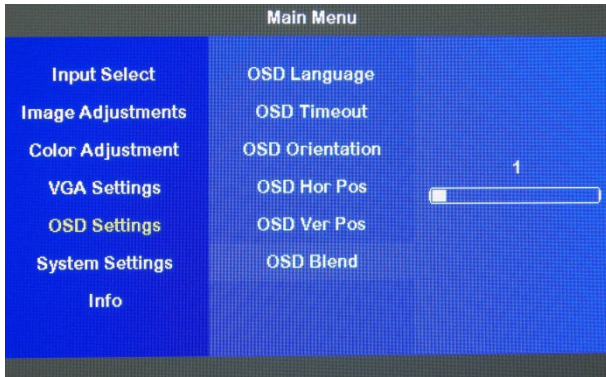 Main Menu
Input Select
Image Adjustments
Color Adjustment
VGA Settings
OSD Settings
System Settings
Info
OSD Language
OSD Timeout
OSD Orientation
OSD Hor Pos
OSD Ver Pos
OSD Blend
1